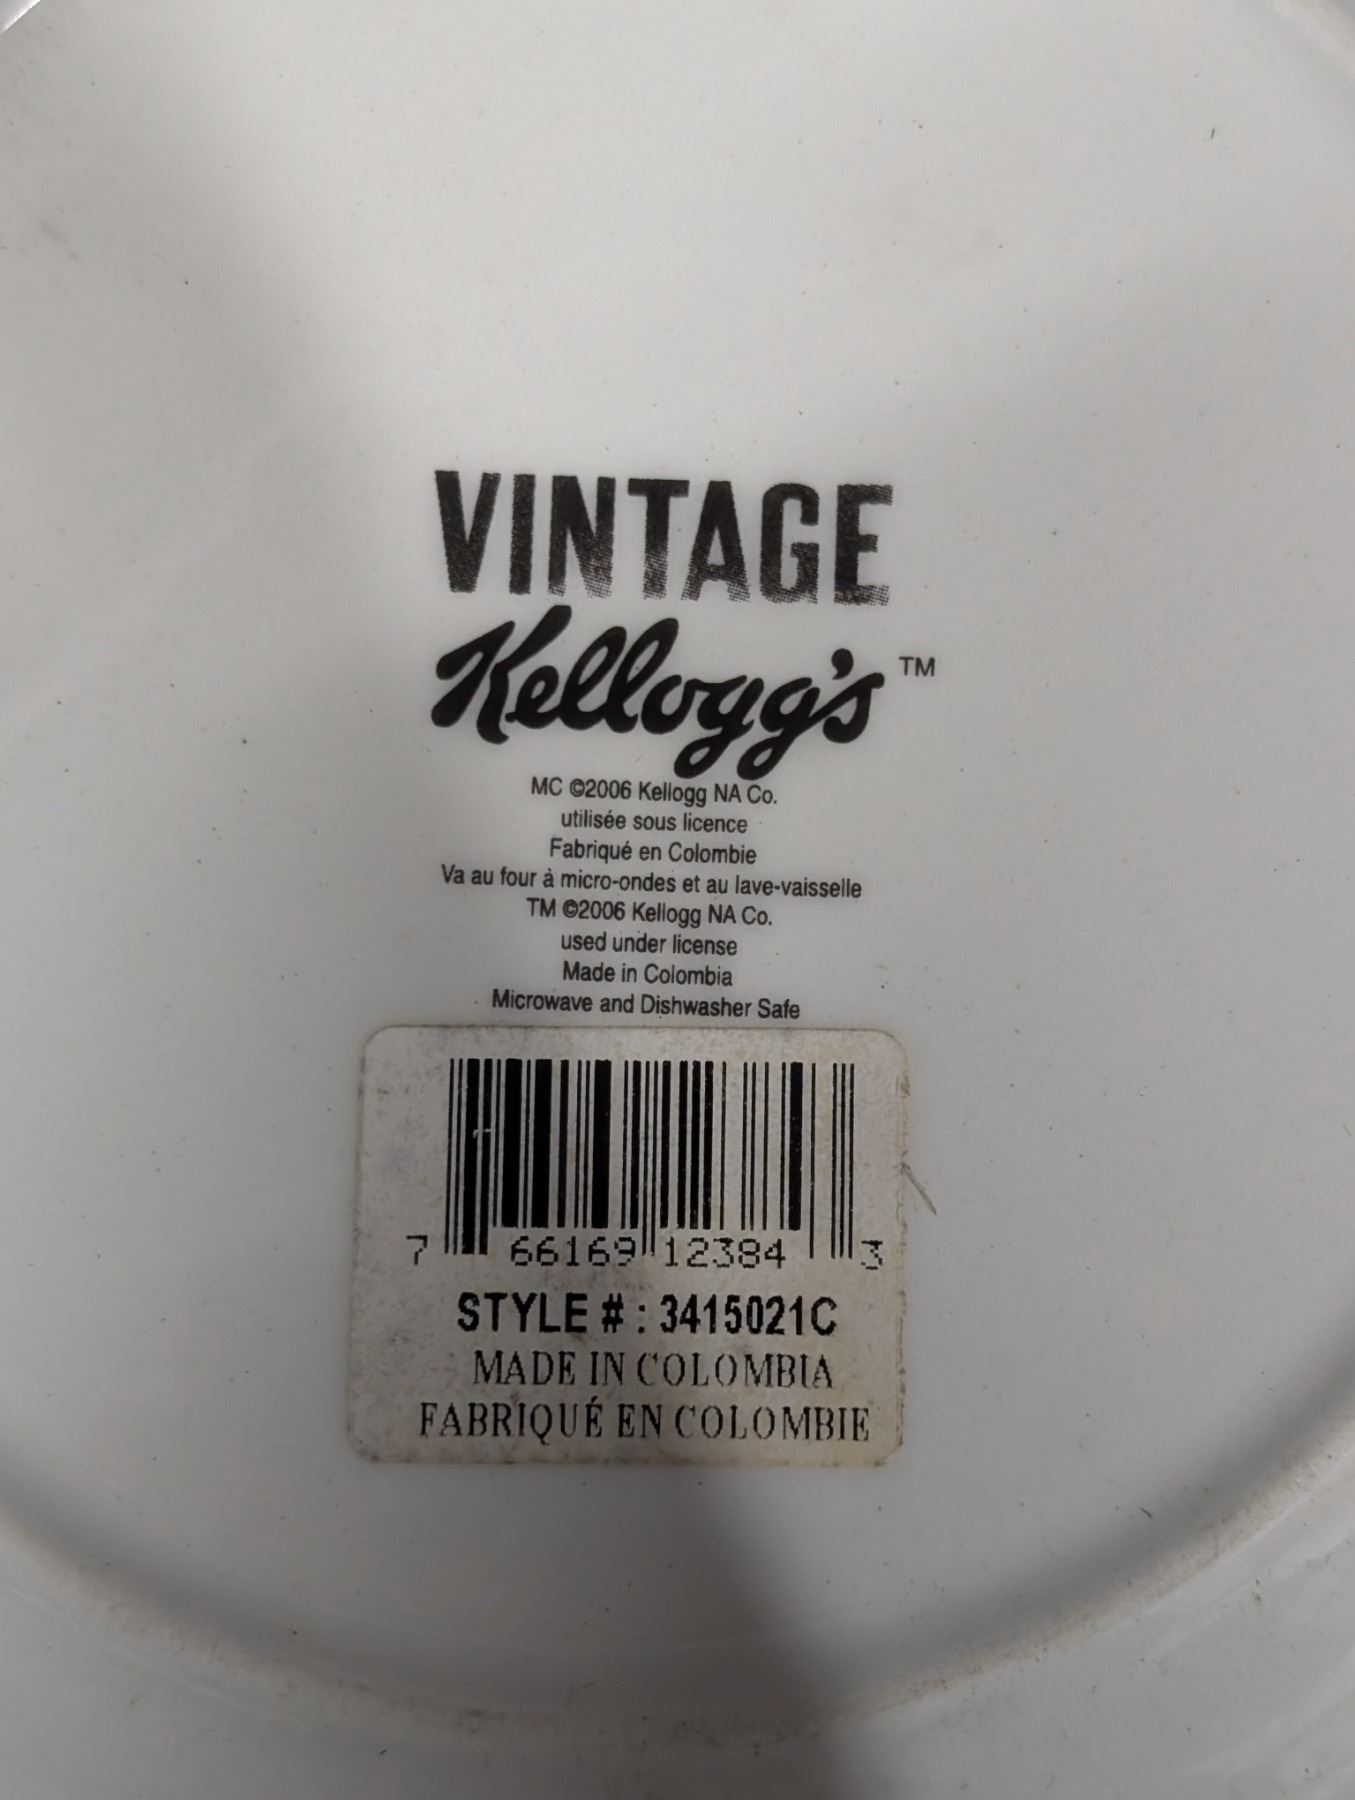 VINTAGE
Kellogg's™
MC ©2006 Kellogg NA Co.
utilisée sous licence
Fabriqué en Colombie
Va au four à micro-ondes et au lave-vaisselle
TM ©2006 Kellogg NA Co.
used under license
Made in Colombia
Microwave and Dishwasher Safe
7 66169 12384 3
STYLE # : 3415021C
MADE IN COLOMBIA
FABRIQUÉ EN COLOMBIE